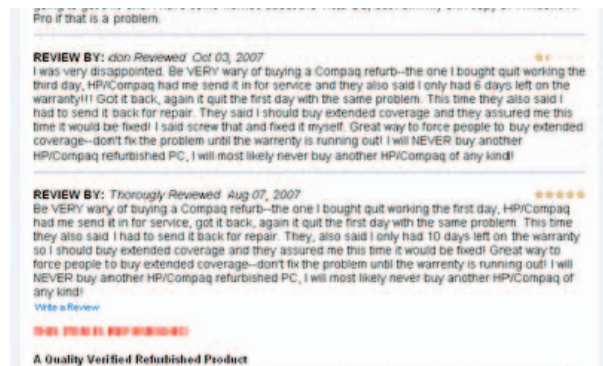 Pro if that is a problem.
REVIEW BY: idon Reviewed Oct 03, 2007
I was very disappointed. Be VERY wary of buying a Compaq refurb--the one I bought quit working the
third day, HP/Compaq had me send it in for service and they also said I only had 6 days left on the
warranty!!!! Got it back, again it quit the first day with the same problem. This time they also said I
had to send it back for repair. They said I should buy extended coverage and they assured me this
time it would be fixed! I said screw that and fixed it myself. Great way to force people to buy extended
coverage--don't fix the problem until the warranty is running out! I will NEVER buy another
HP/Compaq refurbished PC, I will most likely never buy another HP/Compaq of any kind!
REVIEW BY: Thorougly Reviewed Aug 07, 2007
Be VERY wary of buying a Compaq refurb--the one I bought quit working the first day, HP/Compaq
had me send it in for service, got it back, again it quit the first day with the same problem. This time
they also said I had to send it back for repair. They, also said I only had 10 days left on the warranty
so I should buy extended coverage and they assured me this time it would be fixed! Great way to
force people to buy extended coverage--don't fix the problem until the warrenty is running out! I will
NEVER buy another HP/Compaq refurbished PC, I will most likely never buy another HP/Compaq of
any kind!
Write a Review
THIS ITEM IS REFURBISHED
A Quality Verified Refurbished Product